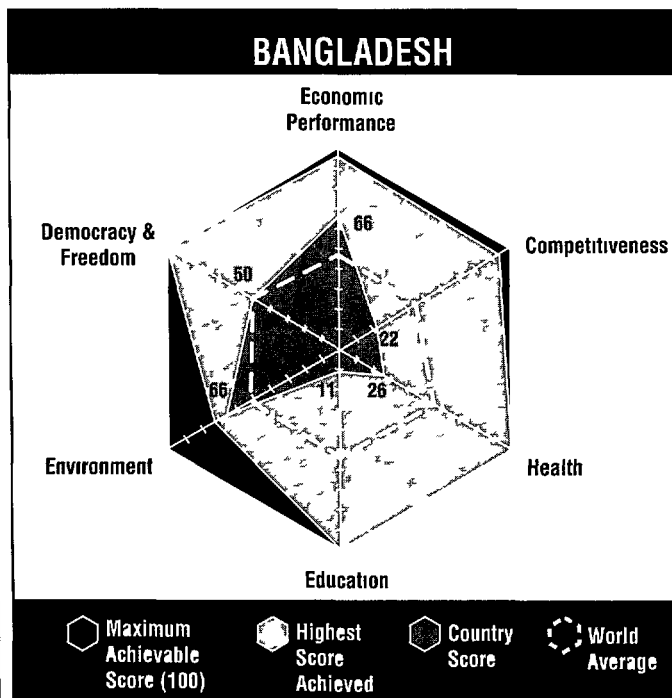 BANGLADESH
Economic
Performance
66
Democracy &
Freedom
Competitiveness
50
22
66
11
26
Environment
Health
Education
Maximum
Achievable
Score (100)
Highest
Score
Achieved
Country
Score
World
Average